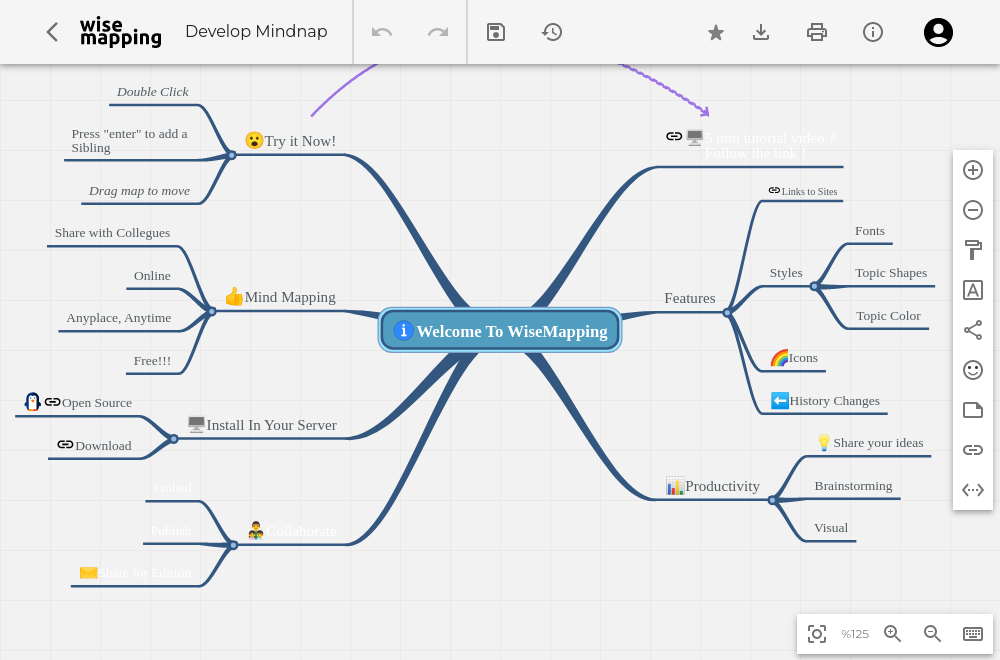 wise
mapping
Develop Mindnap
Double Click
Press "enter" to add a
Sibling
Drag map to move
😮Try it Now!
Share with Collegues
Online
Anyplace, Anytime
Free!!!
👍Mind Mapping
Open Source
Download
Install In Your Server
Embed
Publish
Share for Edition
Collaborate
Welcome To WiseMapping
5 min tutorial video ?
Follow the link !
Links to Sites
Features
Styles
Fonts
Topic Shapes
Topic Color
Icons
History Changes
Productivity
Share your ideas
Brainstorming
Visual
A
%125